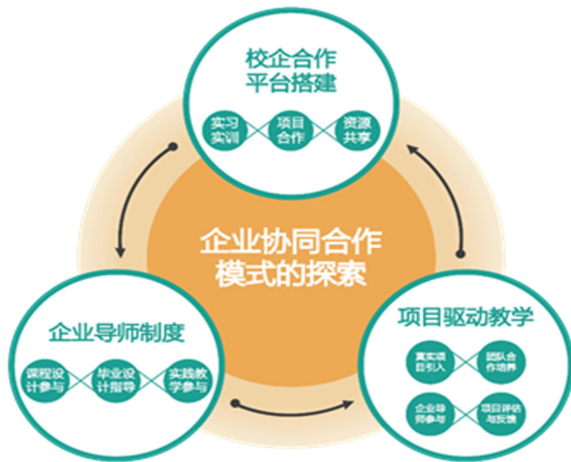 校企合作
平台搭建
实习
实训
项目
合作
资源
共享
企业协同合作
模式的探索
企业导师制度
课程设
计参与
毕业设
计指导
实践教
学参与
项目驱动教学
真实项
目引入
团队合
作培养
企业导
师参与
项目评估
与反馈